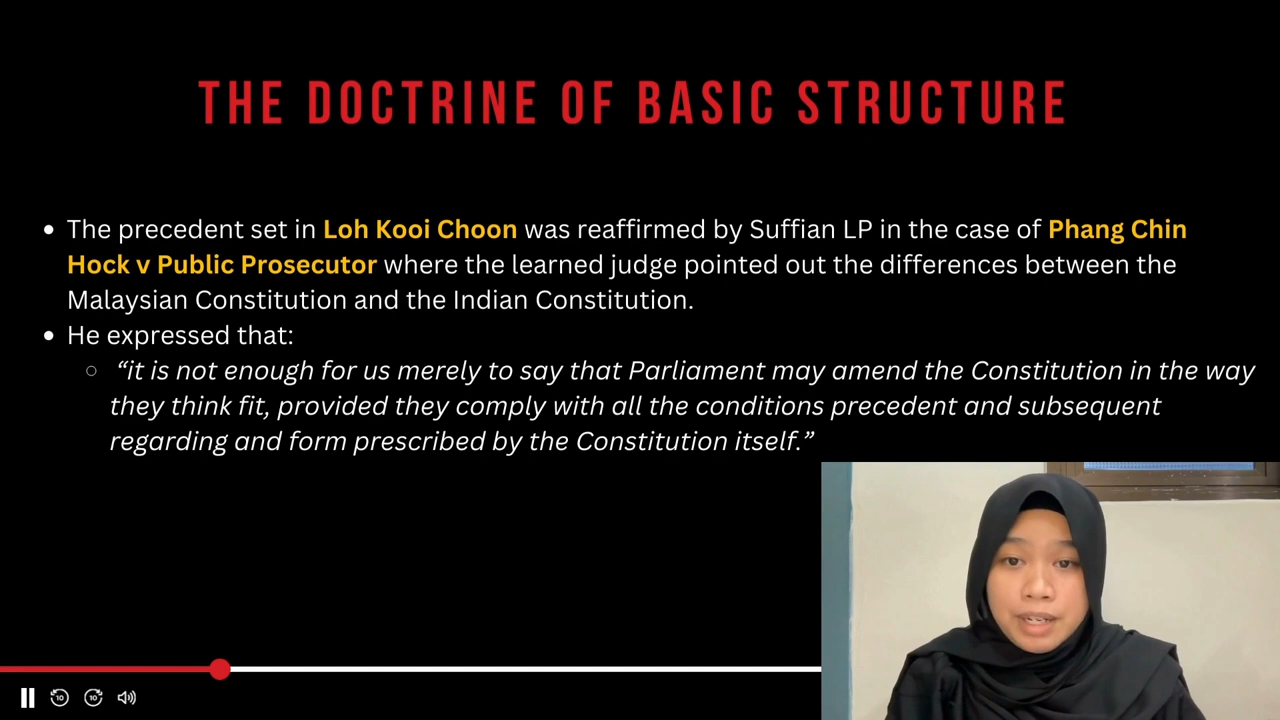 THE DOCTRINE OF BASIC STRUCTURE
• The precedent set in Loh Kooi Choon was reaffirmed by Suffian LP in the case of Phang Chin
Hock v Public Prosecutor where the learned judge pointed out the differences between the
Malaysian Constitution and the Indian Constitution.
• He expressed that:
○ “it is not enough for us merely to say that Parliament may amend the Constitution in the way
they think fit, provided they comply with all the conditions precedent and subsequent
regarding and form prescribed by the Constitution itself.”
10 10